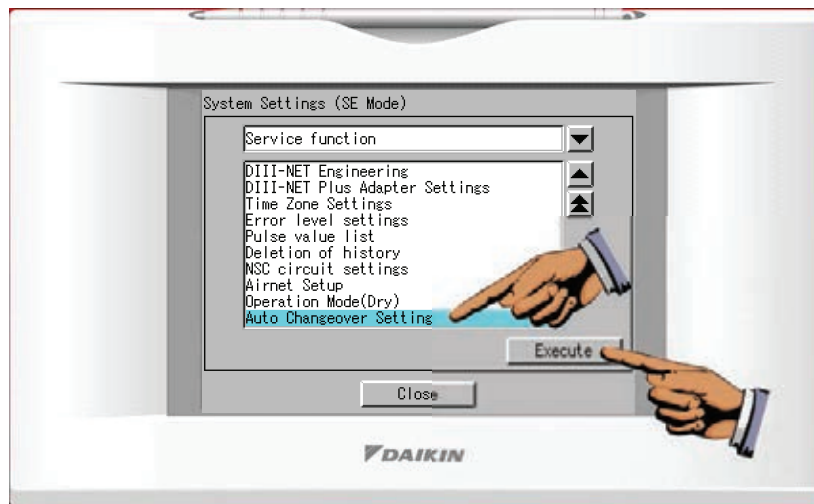 System Settings (SE Mode)
Service function
DIII-NET Engineering
DIII-NET Plus Adapter Settings
Time Zone Settings
Error level settings
Pulse value list
Deletion of history
NSC circuit settings
Airnet Setup
Operation Mode(Dry)
Auto Changeover Setting
Execute
Close
DAIKIN